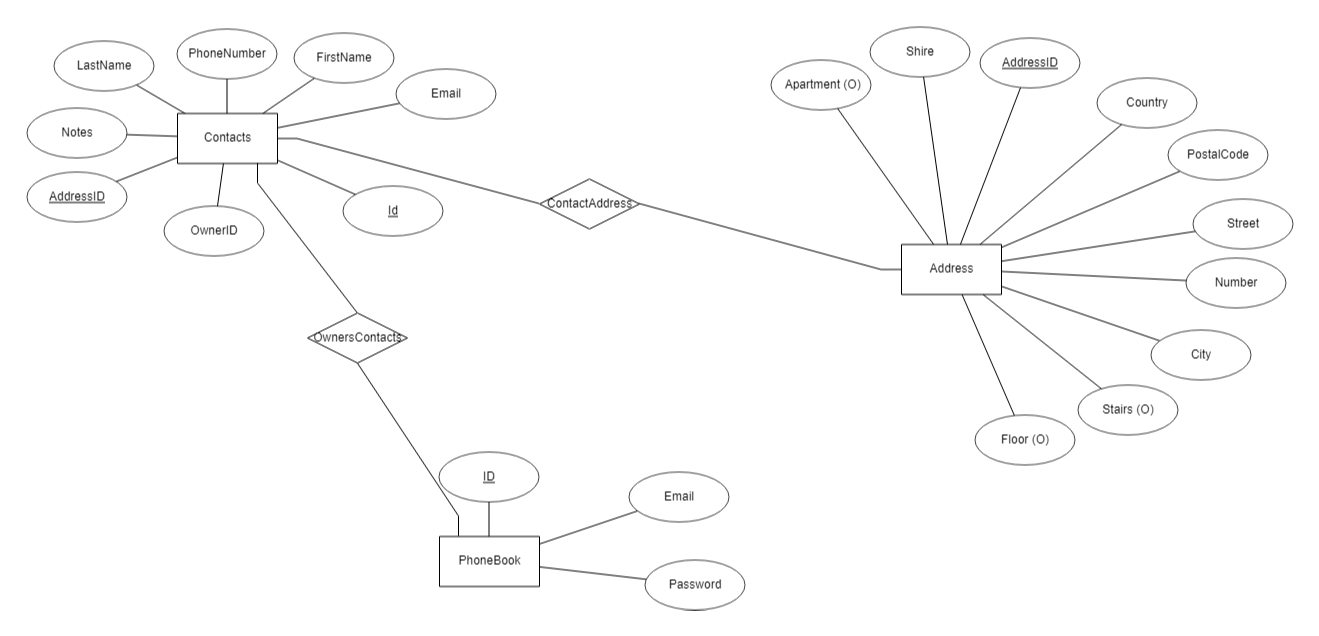 LastName
PhoneNumber
FirstName
Email
Notes
Contacts
AddressID
OwnerID
Id
ContactAddress
Apartment (O)
Shire
AddressID
Country
PostalCode
Street
Address
Number
City
Stairs (O)
Floor (O)
OwnersContacts
ID
Email
PhoneBook
Password